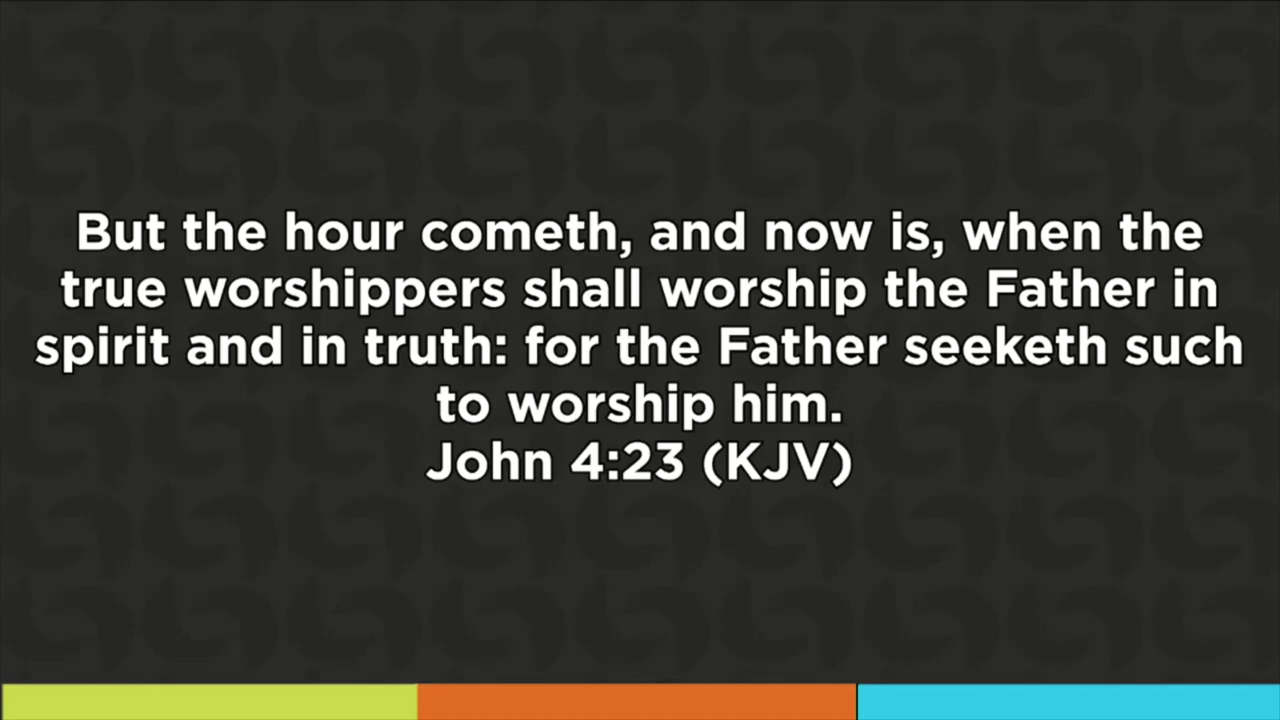 But the hour cometh, and now is, when the
true worshippers shall worship the Father in
spirit and in truth: for the Father seeketh such
to worship him.
John 4:23 (KJV)